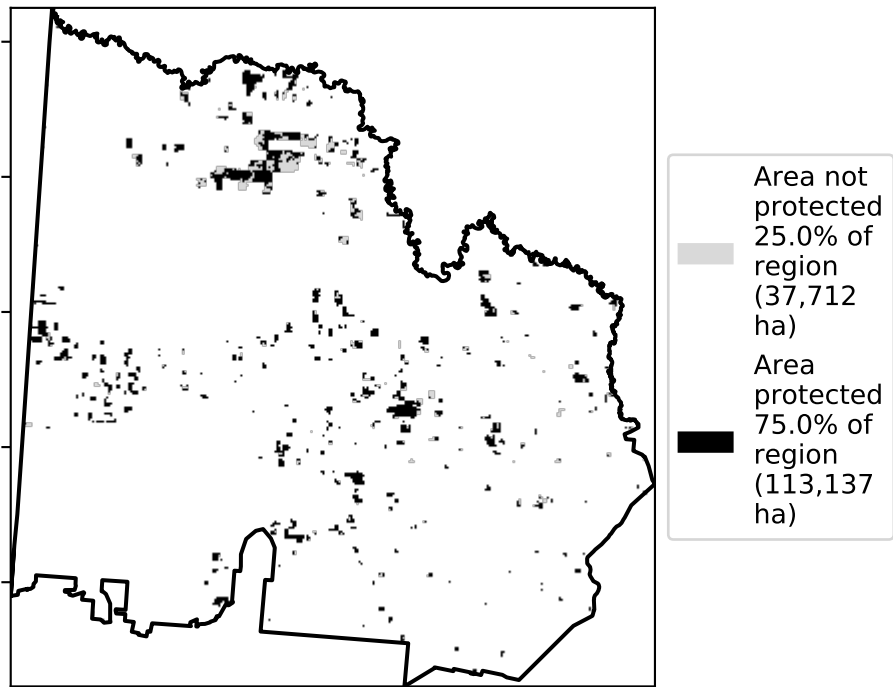 Area not
protected
25.0% of
region
(37,712
ha)
Area
protected
75.0% of
region
(113,137
ha)